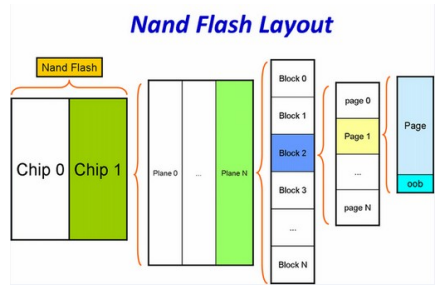 Nand Flash Layout
Nand Flash
Chip 0 Chip 1
Plane 0 ... Plane N
Block 0
Block 1
Block 2
Block 3
...
Block N
page 0
Page 1
...
page N
Page
oob